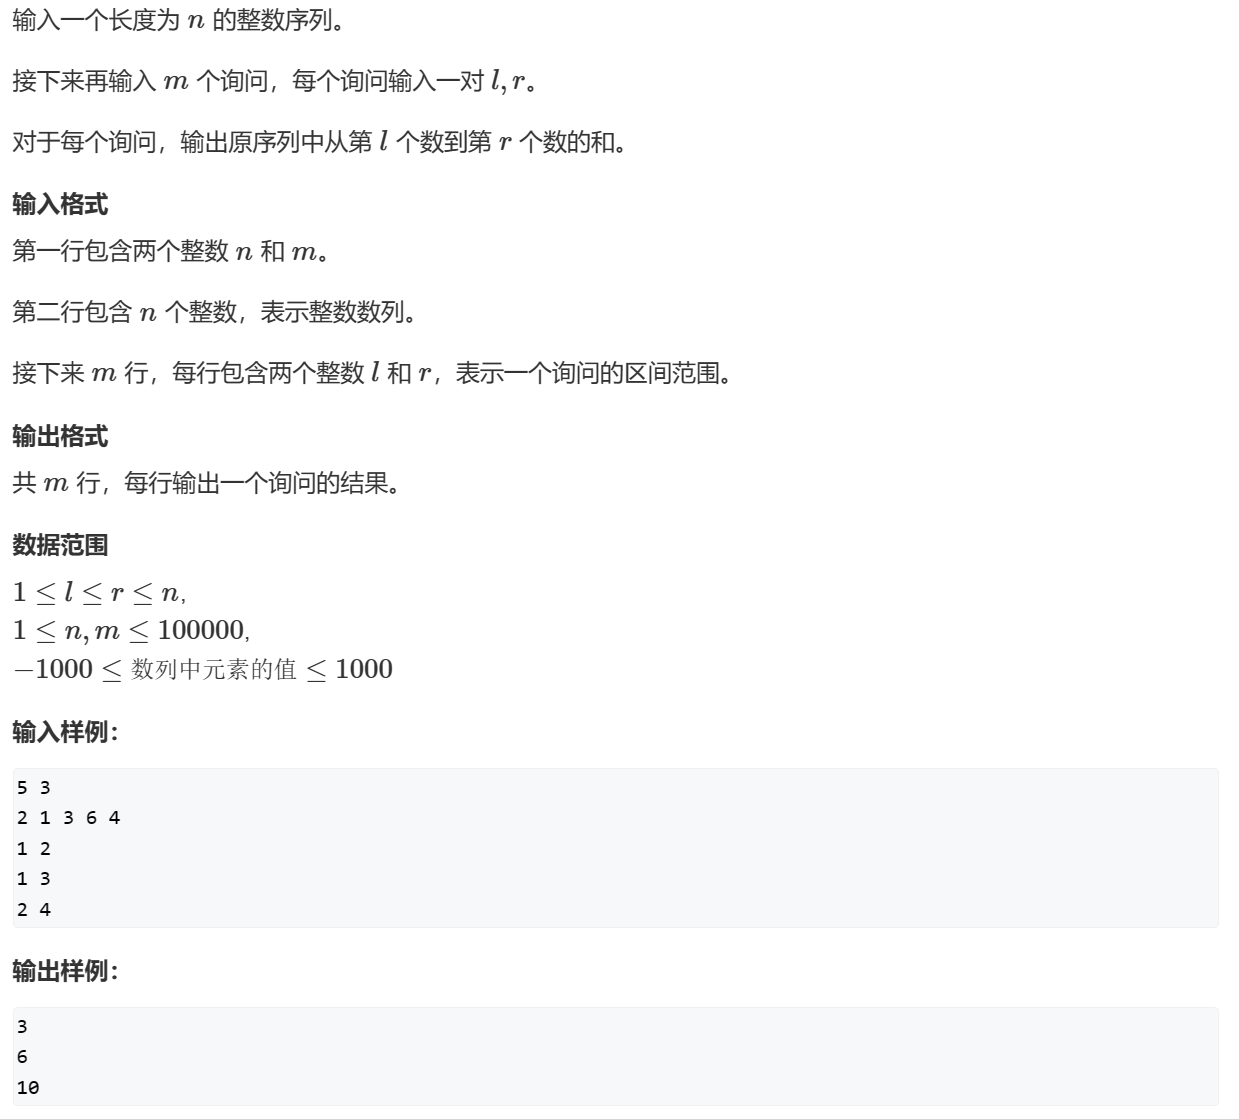 输入一个长度为 n 的整数序列。
接下来再输入 m 个询问，每个询问输入一对 l, r。
对于每个询问，输出原序列中从第 l 个数到第 r 个数的和。
输入格式
第一行包含两个整数 n 和 m。
第二行包含 n 个整数，表示整数数列。
接下来 m 行，每行包含两个整数 l 和 r，表示一个询问的区间范围。
输出格式
共 m 行，每行输出一个询问的结果。
数据范围
1 ≤ l ≤ r ≤ n,
1 ≤ n, m ≤ 100000,
−1000 ≤ 数列中元素的值 ≤ 1000
输入样例：
5 3
2 1 3 6 4
1 2
1 3
2 4
输出样例：
3
6
10